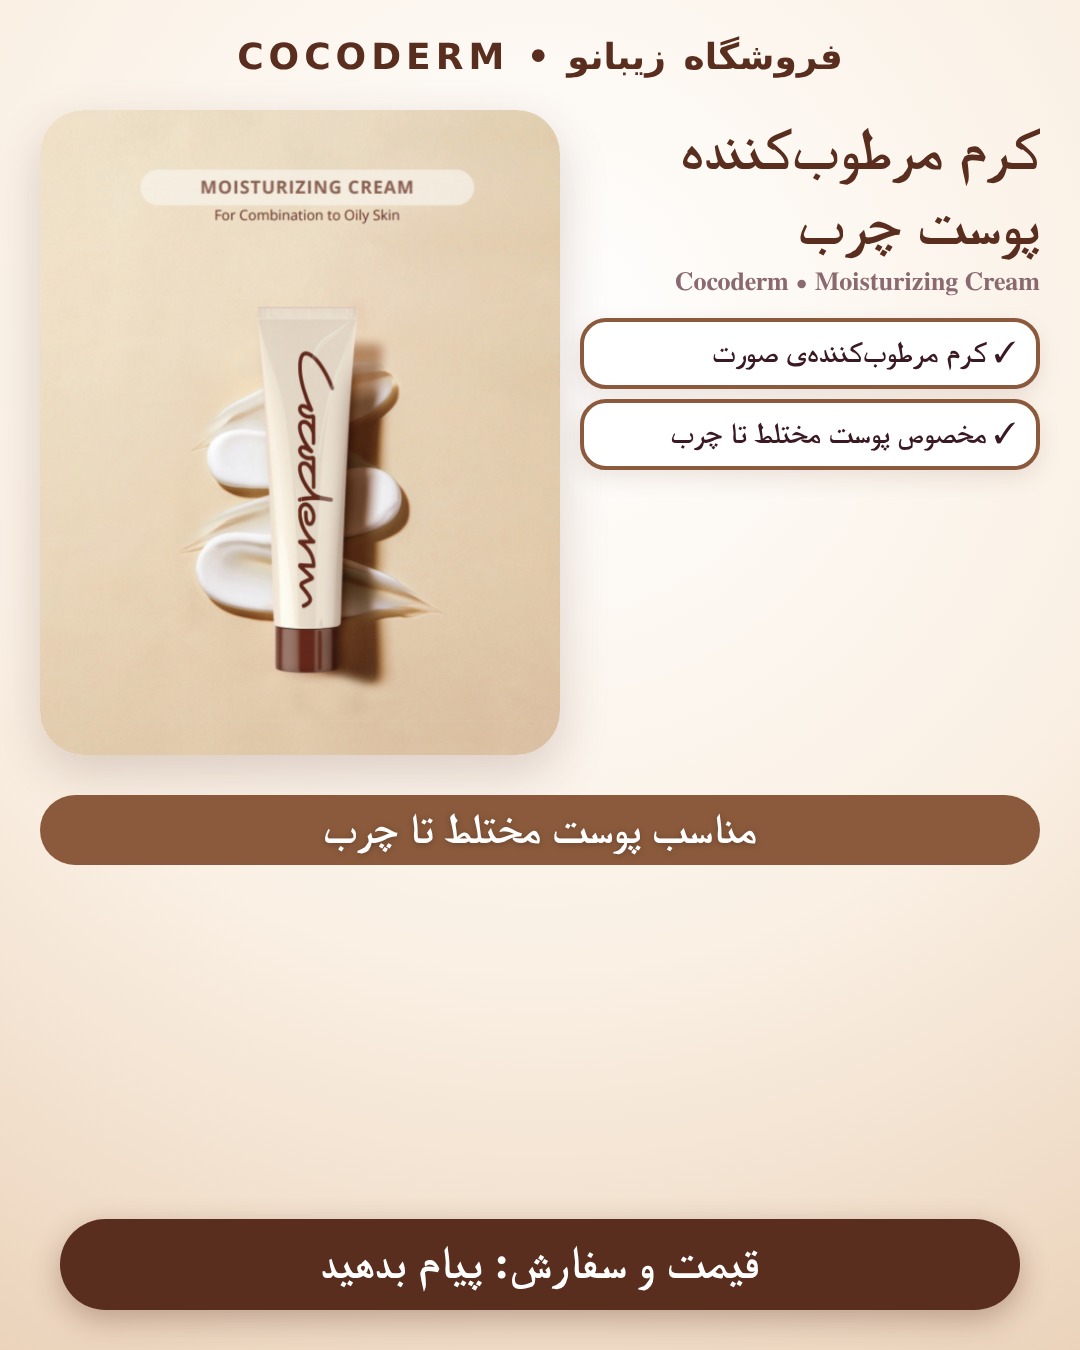 فروشگاه زیبانو • COCODERM
کرم مرطوب‌کننده
پوست چرب
Cocoderm • Moisturizing Cream
✓ کرم مرطوب‌کننده‌ی صورت
✓ مخصوص پوست مختلط تا چرب
MOISTURIZING CREAM
For Combination to Oily Skin
Cocoderm
مناسب پوست مختلط تا چرب
قیمت و سفارش: پیام بدهید